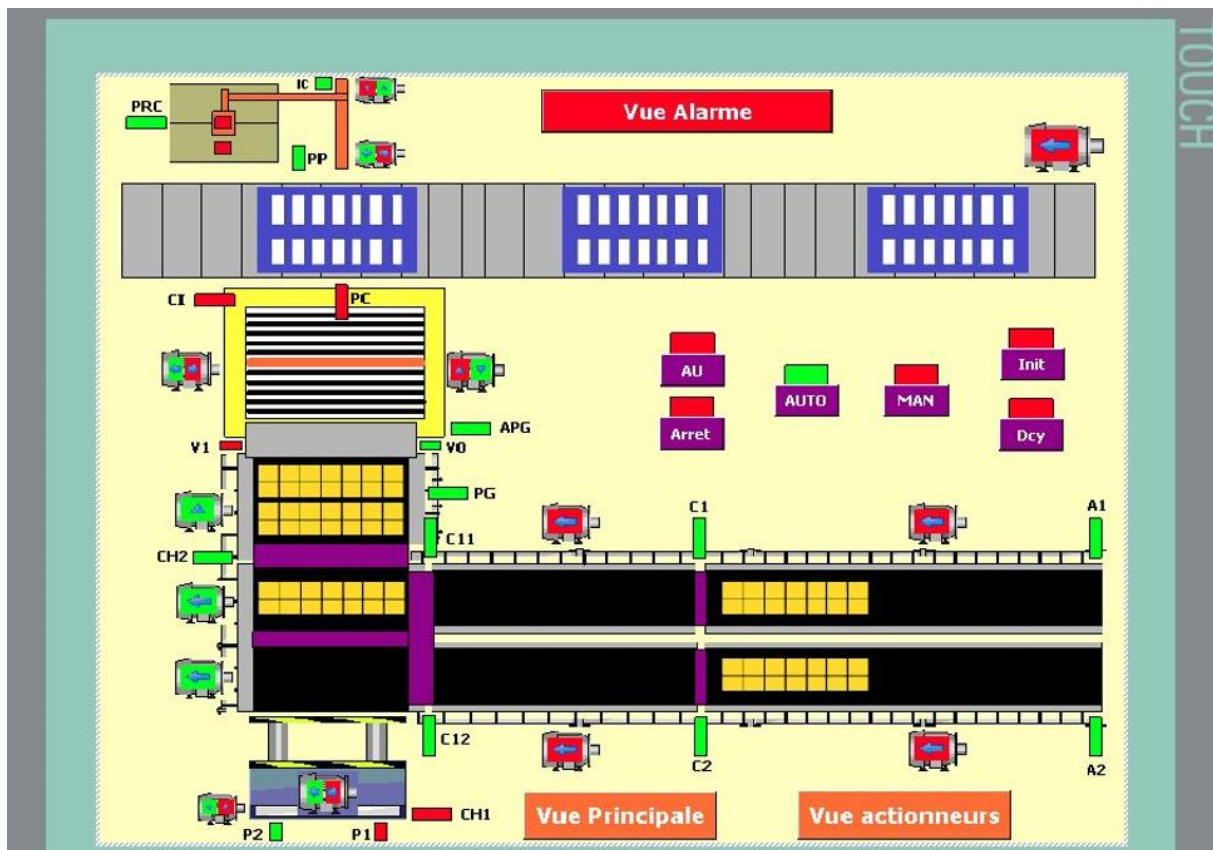 TOUCH
IC
PRC
Vue Alarme
PP
CI
PC
AU
AUTO
MAN
Init
Arret
Dcy
APG
V1
V0
PG
C11
C1
A1
CH2
C12
C2
A2
CH1
P2
P1
Vue Principale
Vue actionneurs